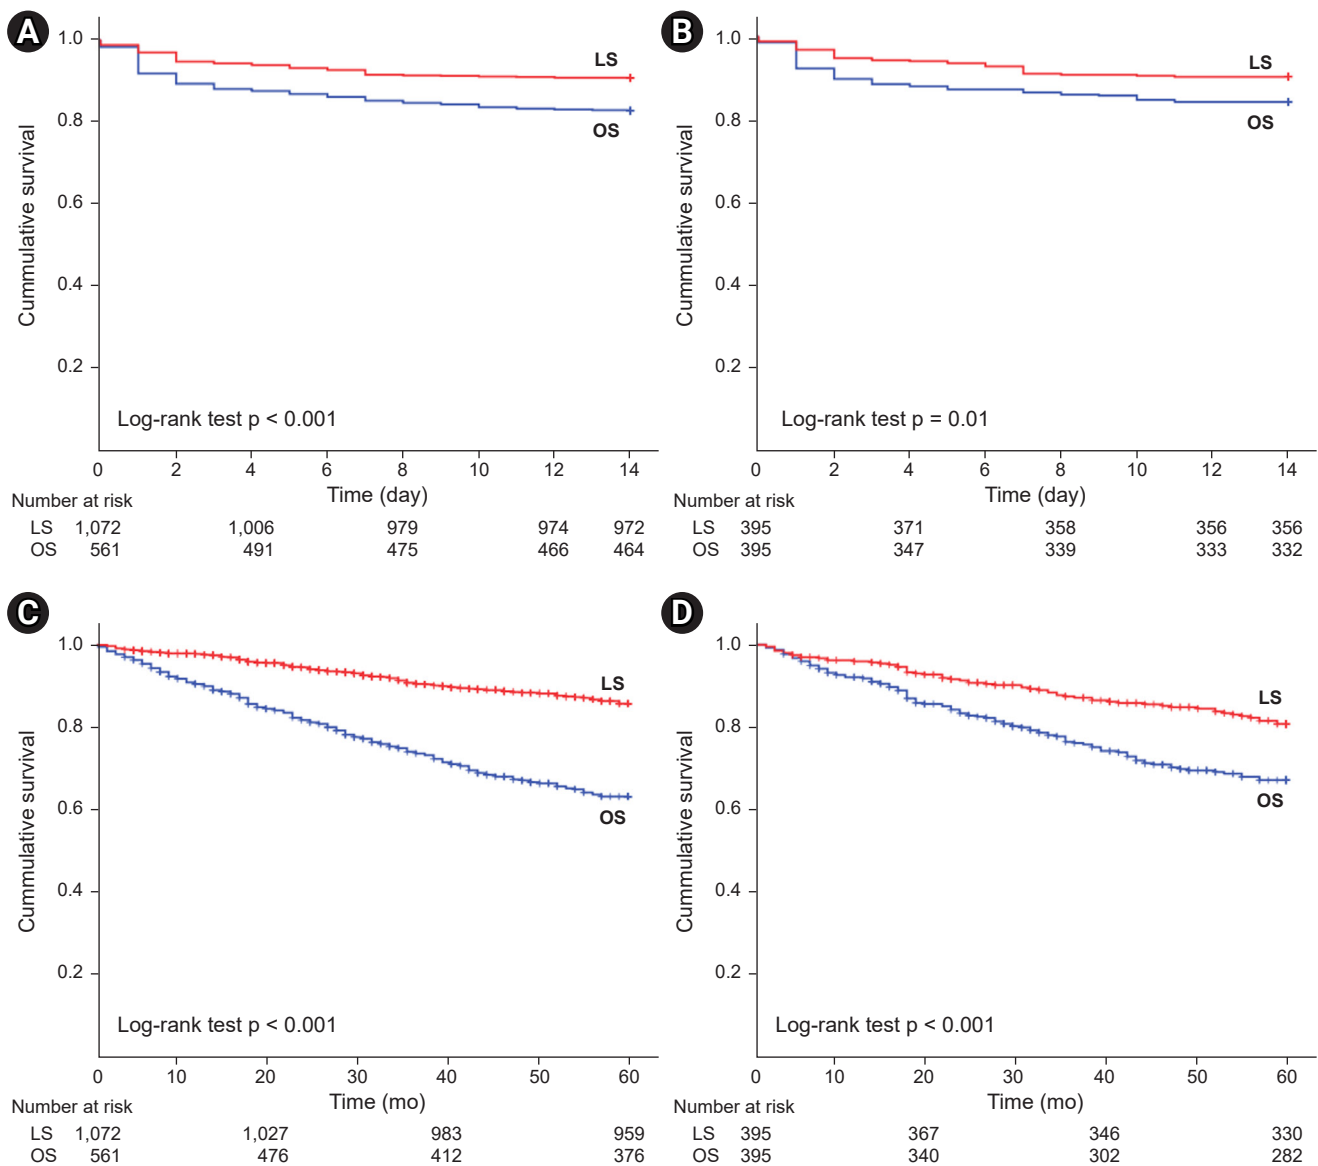 A
1.0
0.8
0.6
0.4
0.2
Cummulative survival
LS
OS
Log-rank test p < 0.001
0 2 4 6 8 10 12 14
Time (day)
Number at risk
LS 1,072 1,006 979 974 972
OS 561 491 475 466 464
B
1.0
0.8
0.6
0.4
0.2
Cummulative survival
LS
OS
Log-rank test p = 0.01
0 2 4 6 8 10 12 14
Time (day)
Number at risk
LS 395 371 358 356 356
OS 395 347 339 333 332
C
1.0
0.8
0.6
0.4
0.2
Cummulative survival
LS
OS
Log-rank test p < 0.001
0 10 20 30 40 50 60
Time (mo)
Number at risk
LS 1,072 1,027 983 959
OS 561 476 412 376
D
1.0
0.8
0.6
0.4
0.2
Cummulative survival
LS
OS
Log-rank test p < 0.001
0 10 20 30 40 50 60
Time (mo)
Number at risk
LS 395 367 346 330
OS 395 340 302 282